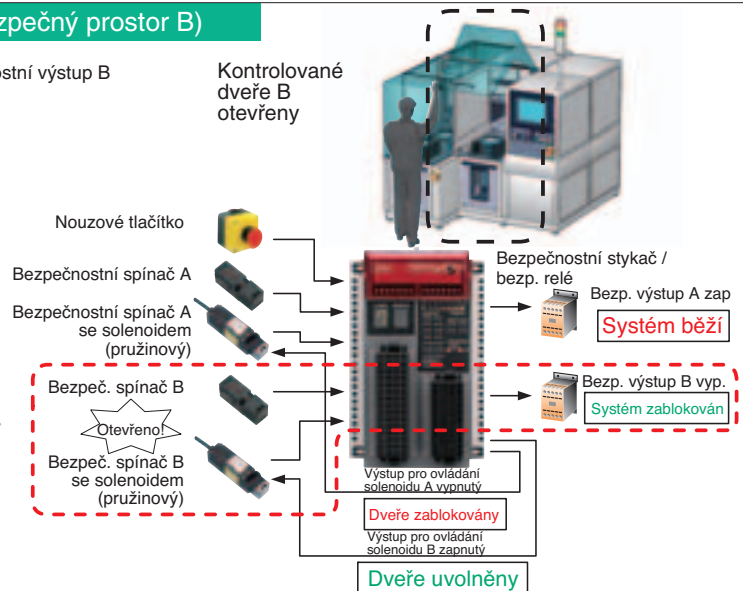 zpečný prostor B)
stní výstup B
Kontrolované
dveře B
otevřeny
Nouzové tlačítko
Bezpečnostní spínač A
Bezpečnostní spínač A
se solenoidem
(pružinový)
Bezpeč. spínač B
Otevřeno!
Bezpeč. spínač B
se solenoidem
(pružinový)
Bezpečnostní stykač /
bezp. relé
Bezp. výstup A zap
Systém běží
Bezp. výstup B vyp.
Systém zablokován
Výstup pro ovládání
solenoidu A vypnutý
Dveře zablokovány
Výstup pro ovládání
solenoidu B zapnutý
Dveře uvolněny